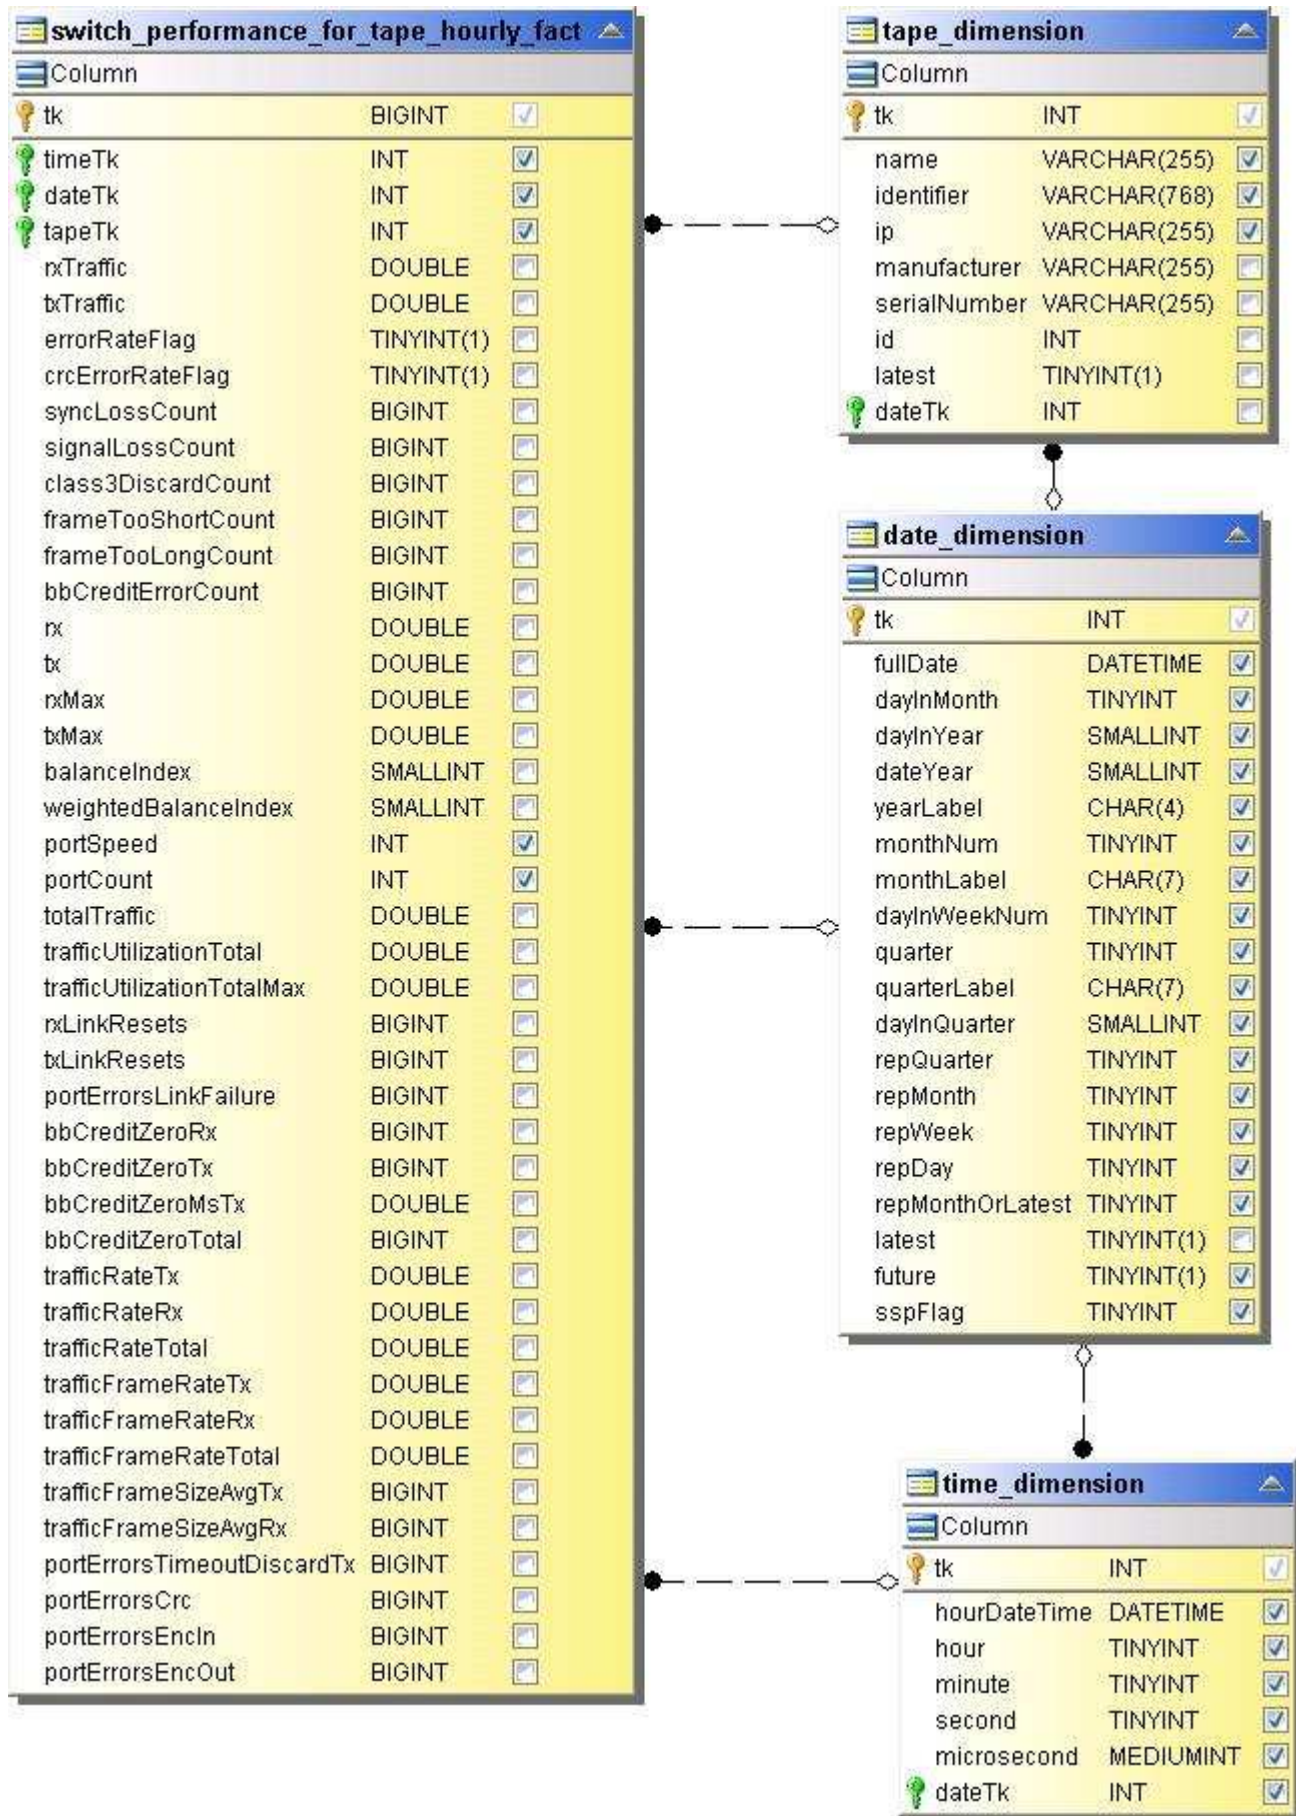 switch_performance_for_tape_hourly_fact
Column
tk BIGINT
timeTk INT
dateTk INT
tapeTk INT
rxTraffic DOUBLE
txTraffic DOUBLE
errorRateFlag TINYINT(1)
crcErrorRateFlag TINYINT(1)
syncLossCount BIGINT
signalLossCount BIGINT
class3DiscardCount BIGINT
frameTooShortCount BIGINT
frameTooLongCount BIGINT
bbCreditErrorCount BIGINT
rx DOUBLE
tx DOUBLE
rxMax DOUBLE
txMax DOUBLE
balanceIndex SMALLINT
weightedBalanceIndex SMALLINT
portSpeed INT
portCount INT
totalTraffic DOUBLE
trafficUtilizationTotal DOUBLE
trafficUtilizationTotalMax DOUBLE
rxLinkResets BIGINT
txLinkResets BIGINT
portErrorsLinkFailure BIGINT
bbCreditZeroRx BIGINT
bbCreditZeroTx BIGINT
bbCreditZeroMsTx DOUBLE
bbCreditZeroTotal BIGINT
trafficRateTx DOUBLE
trafficRateRx DOUBLE
trafficRateTotal DOUBLE
trafficFrameRateTx DOUBLE
trafficFrameRateRx DOUBLE
trafficFrameRateTotal DOUBLE
trafficFrameSizeAvgTx BIGINT
trafficFrameSizeAvgRx BIGINT
portErrorsTimeoutDiscardTx BIGINT
portErrorsCrc BIGINT
portErrorsEncIn BIGINT
portErrorsEncOut BIGINT
tape_dimension
Column
tk INT
name VARCHAR(255)
identifier VARCHAR(768)
ip VARCHAR(255)
manufacturer VARCHAR(255)
serialNumber VARCHAR(255)
id INT
latest TINYINT(1)
dateTk INT
date_dimension
Column
tk INT
fullDate DATETIME
dayInMonth TINYINT
dayInYear SMALLINT
dateYear SMALLINT
yearLabel CHAR(4)
monthNum TINYINT
monthLabel CHAR(7)
dayInWeekNum TINYINT
quarter TINYINT
quarterLabel CHAR(7)
dayInQuarter SMALLINT
repQuarter TINYINT
repMonth TINYINT
repWeek TINYINT
repDay TINYINT
repMonthOrLatest TINYINT
latest TINYINT(1)
future TINYINT(1)
sspFlag TINYINT
time_dimension
Column
tk INT
hourDateTime DATETIME
hour TINYINT
minute TINYINT
second TINYINT
microsecond MEDIUMINT
dateTk INT